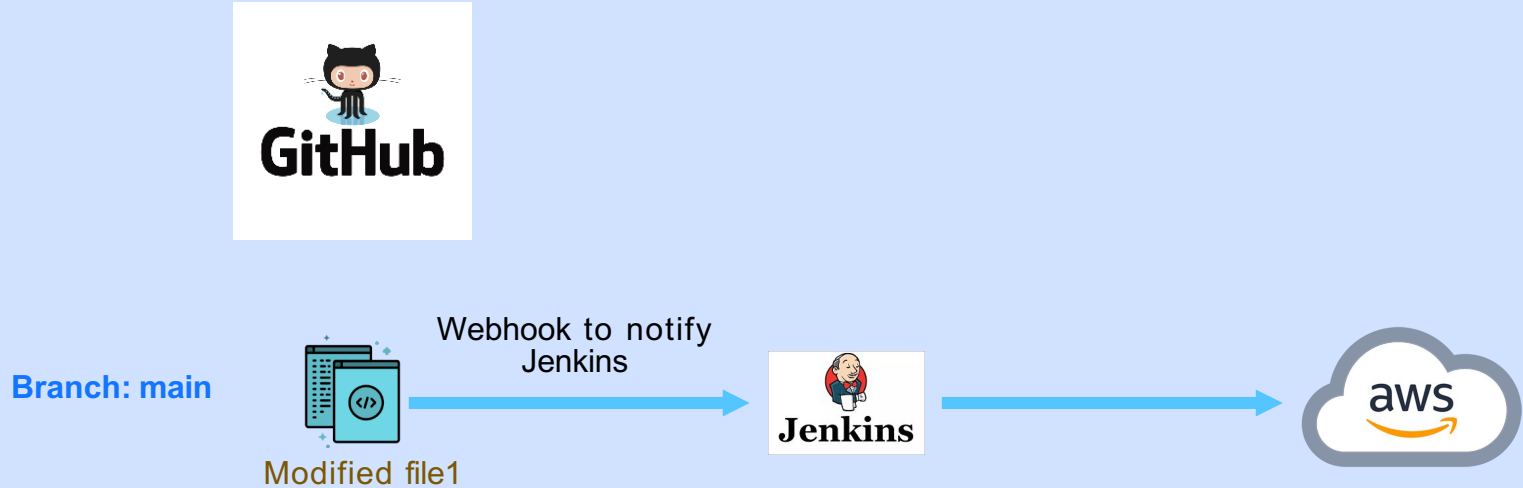 GitHub
Webhook to notify
Jenkins
Branch: main
</>
Jenkins
aws
Modified file1